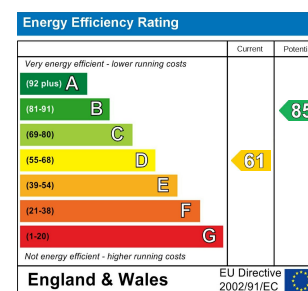 Energy Efficiency Rating
Current Potenti
Very energy efficient - lower running costs
(92 plus) A
(81-91) B 85
(69-80) C
(55-68) D 61
(39-54) E
(21-38) F
(1-20) G
Not energy efficient - higher running costs
England & Wales
EU Directive
2002/91/EC